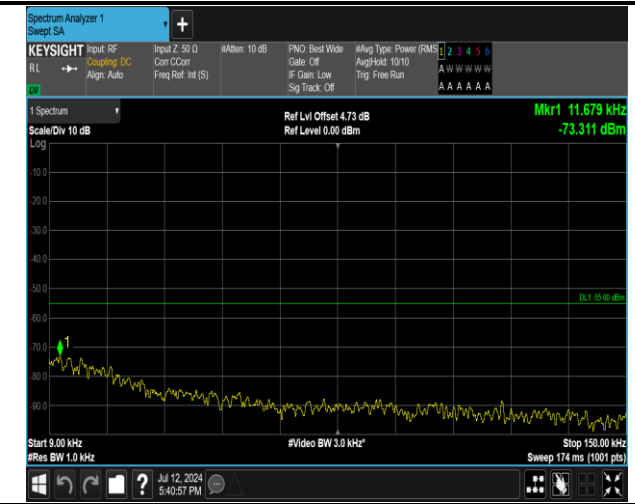 Spectrum Analyzer 1
Swept SA
+
KEYSIGHT
RL
Input: RF
Coupling: DC
Align: Auto
Input Z: 50 Ω
Corr CCorr
Freq Ref: Int (S)
#Atten: 10 dB
PNO: Best Wide
Gate: Off
IF Gain: Low
Sig Track: Off
#Avg Type: Power (RMS
Avg|Hold: 10/10
Trig: Free Run
1 2 3 4 5 6
A W W W W W
A A A A A A
1 Spectrum
Scale/Div 10 dB
Ref Lvl Offset 4.73 dB
Ref Level 0.00 dBm
Mkr1 11.679 kHz
-73.311 dBm
Log
-10.0
-20.0
-30.0
-40.0
-50.0
DL1 -55.00 dBm
-60.0
-70.0
1
-80.0
-90.0
Start 9.00 kHz
#Res BW 1.0 kHz
#Video BW 3.0 kHz*
Stop 150.00 kHz
Sweep 174 ms (1001 pts)
?
Jul 12, 2024
5:40:57 PM